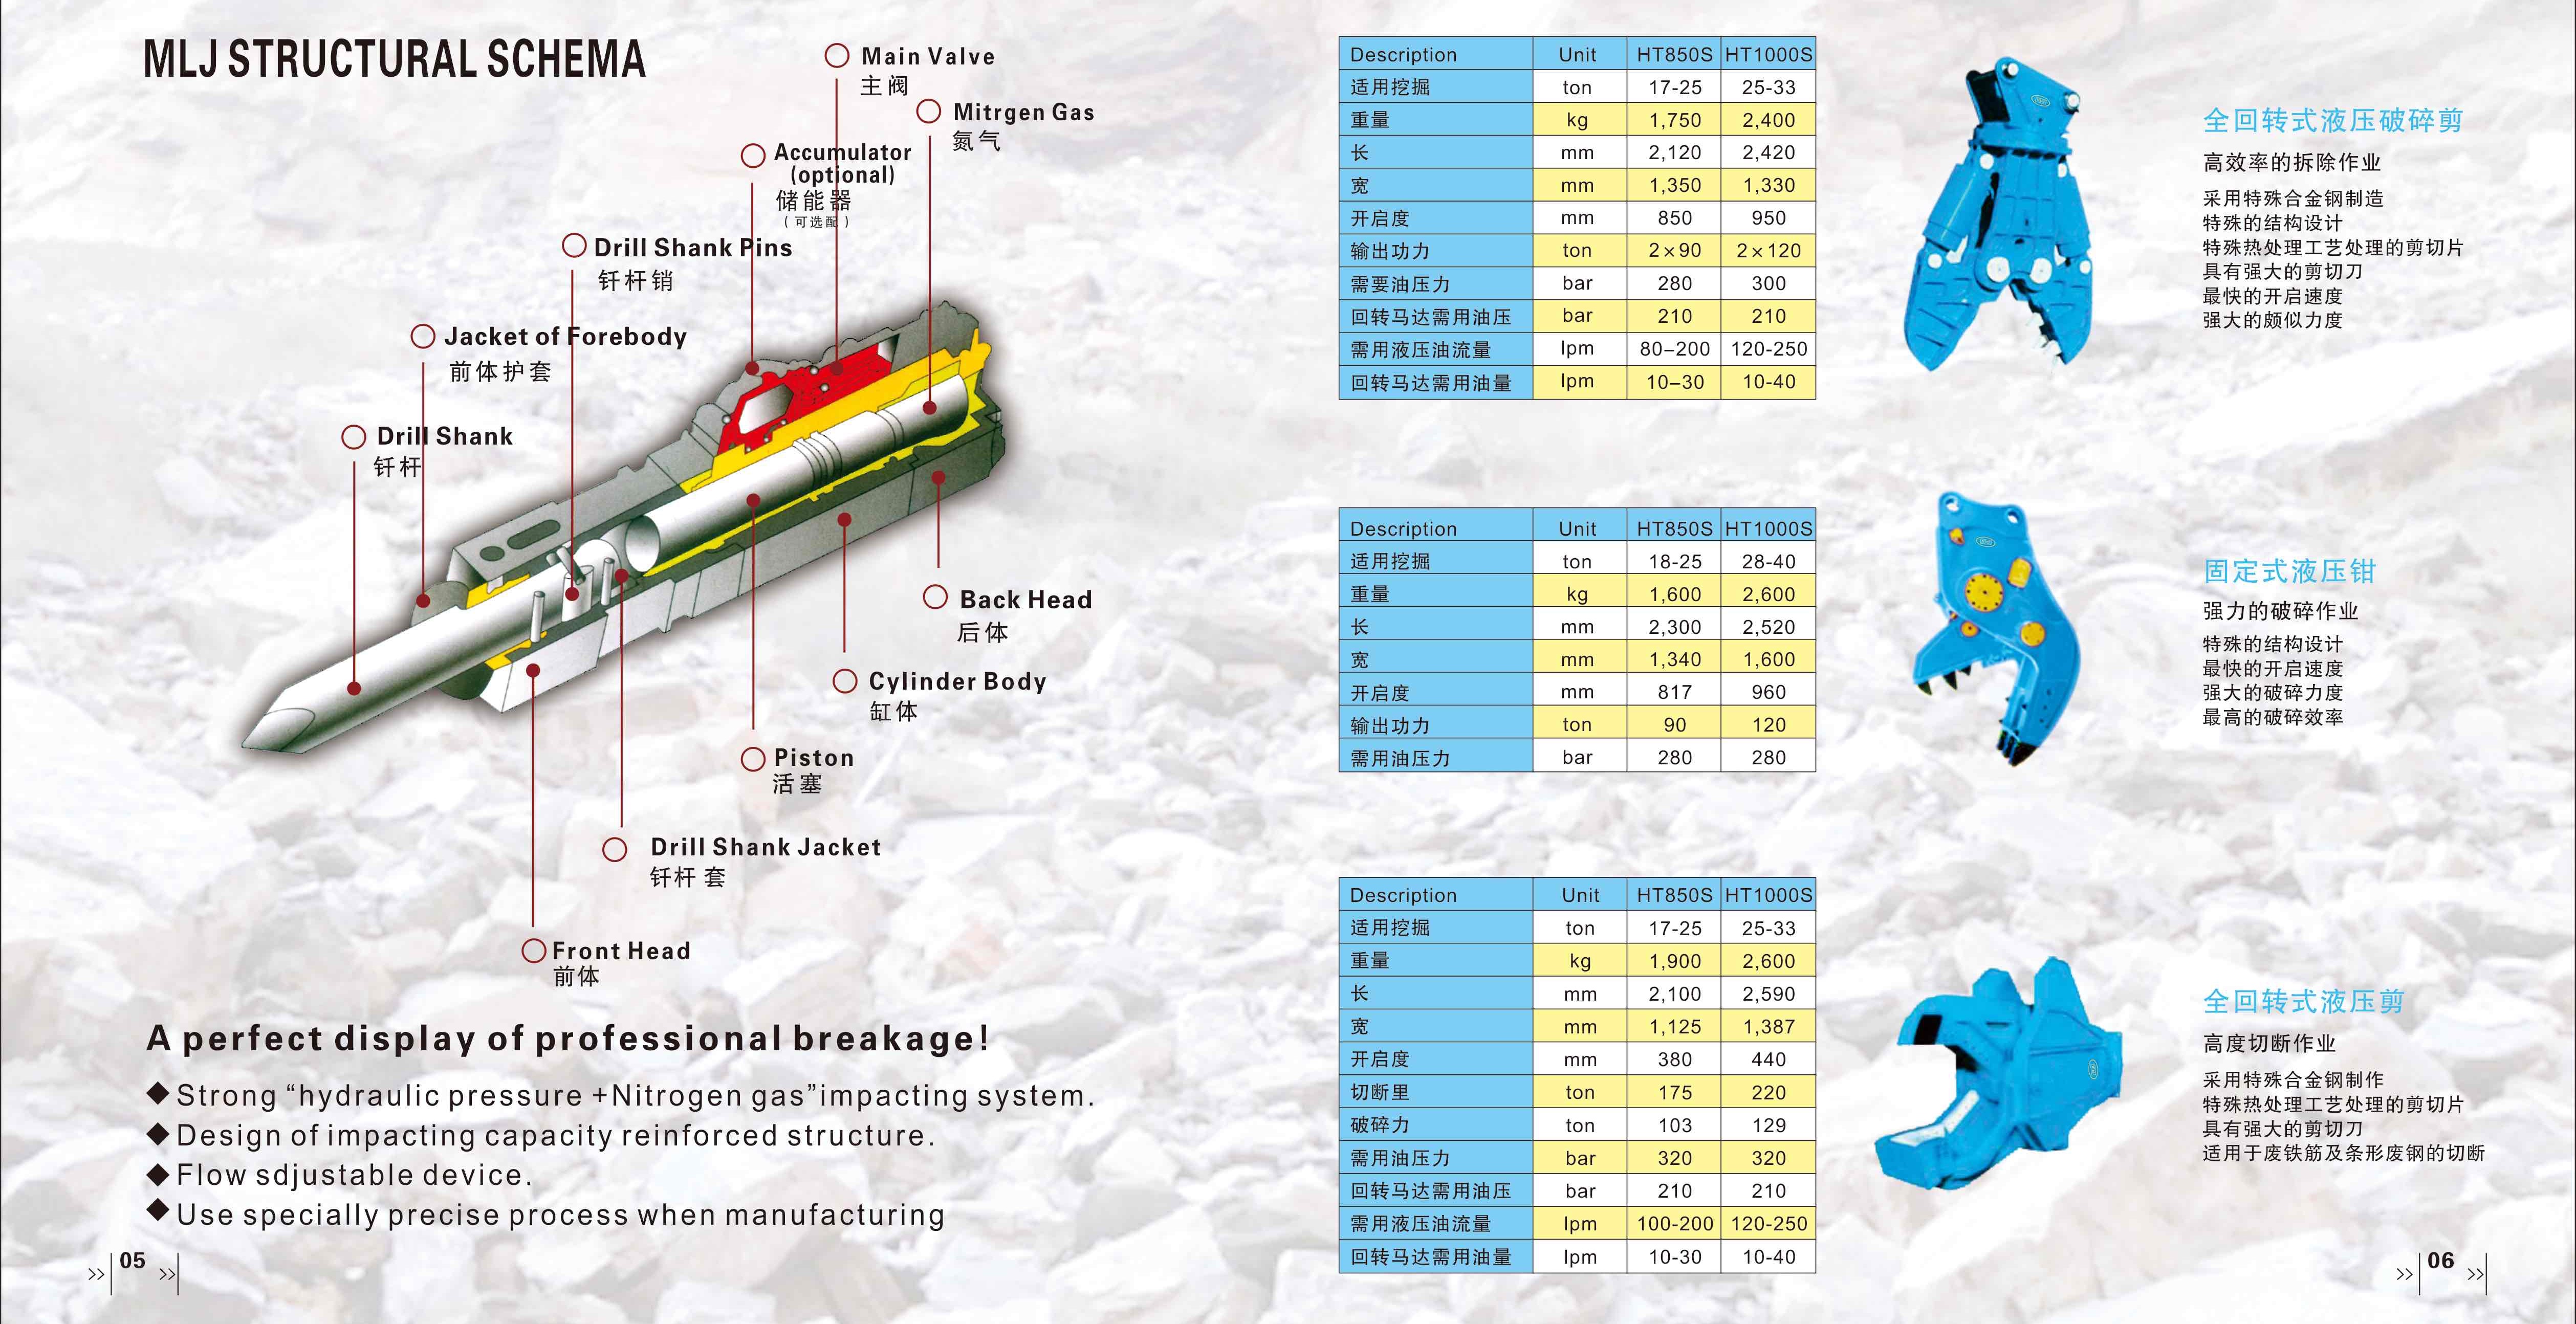 MLJ STRUCTURAL SCHEMA
Main Valve
主阀
Mitrgen Gas
氮气
Accumulator
(optional)
储能器
(可选配)
Drill Shank Pins
钎杆销
Jacket of Forebody
前体护套
Drill Shank
钎杆
Back Head
后体
Cylinder Body
缸体
Piston
活塞
Drill Shank Jacket
钎杆 套
Front Head
前体
A perfect display of professional breakage!
◆Strong “hydraulic pressure +Nitrogen gas”impacting system.
◆Design of impacting capacity reinforced structure.
◆Flow sdjustable device.
◆Use specially precise process when manufacturing
>> 05 >>
Description Unit HT850S HT1000S
适用挖掘 ton 17-25 25-33
重量 kg 1,750 2,400
长 mm 2,120 2,420
宽 mm 1,350 1,330
开启度 mm 850 950
输出功力 ton 2×90 2×120
需要油压力 bar 280 300
回转马达需用油压 bar 210 210
需用液压油流量 lpm 80–200 120-250
回转马达需用油量 lpm 10–30 10-40
全回转式液压破碎剪
高效率的拆除作业
采用特殊合金钢制造
特殊的结构设计
特殊热处理工艺处理的剪切片
具有强大的剪切刀
最快的开启速度
强大的颇似力度
Description Unit HT850S HT1000S
适用挖掘 ton 18-25 28-40
重量 kg 1,600 2,600
长 mm 2,300 2,520
宽 mm 1,340 1,600
开启度 mm 817 960
输出功力 ton 90 120
需用油压力 bar 280 280
固定式液压钳
强力的破碎作业
特殊的结构设计
最快的开启速度
强大的破碎力度
最高的破碎效率
Description Unit HT850S HT1000S
适用挖掘 ton 17-25 25-33
重量 kg 1,900 2,600
长 mm 2,100 2,590
宽 mm 1,125 1,387
开启度 mm 380 440
切断里 ton 175 220
破碎力 ton 103 129
需用油压力 bar 320 320
回转马达需用油压 bar 210 210
需用液压油流量 lpm 100-200 120-250
回转马达需用油量 lpm 10-30 10-40
全回转式液压剪
高度切断作业
采用特殊合金钢制作
特殊热处理工艺处理的剪切片
具有强大的剪切刀
适用于废铁筋及条形废钢的切断
>> 06 >>